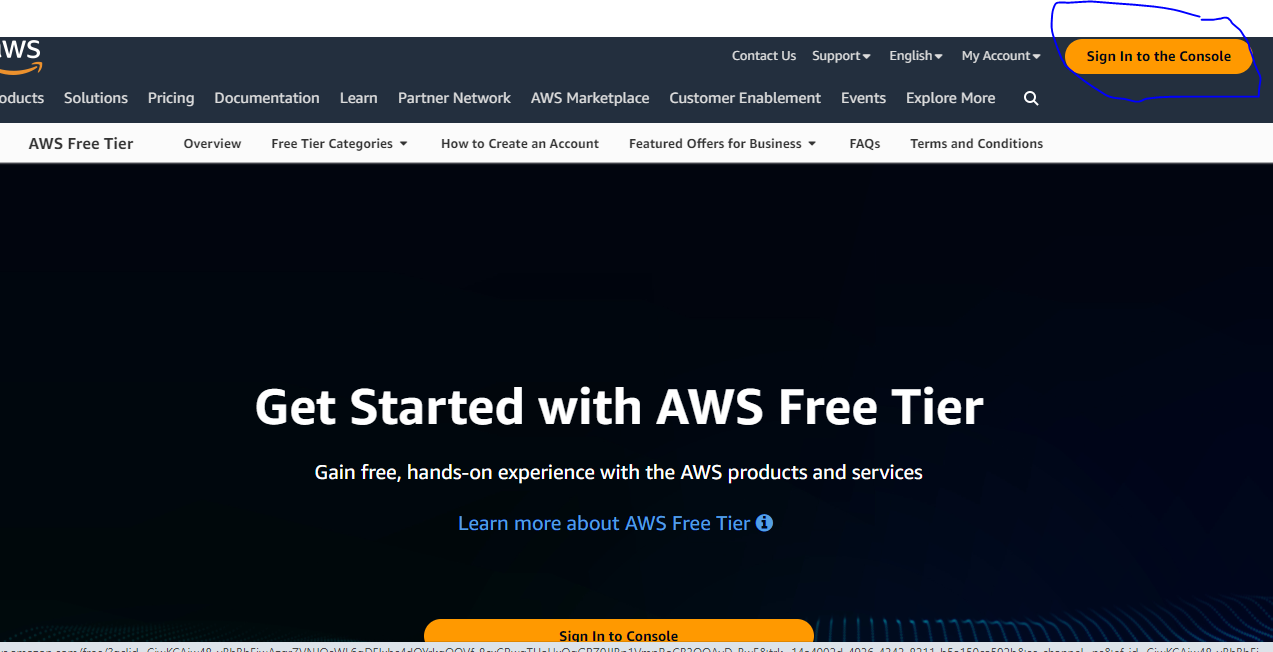 aws
Contact Us Support English My Account Sign In to the Console
oducts Solutions Pricing Documentation Learn Partner Network AWS Marketplace Customer Enablement Events Explore More
AWS Free Tier Overview Free Tier Categories How to Create an Account Featured Offers for Business FAQs Terms and Conditions
Get Started with AWS Free Tier
Gain free, hands-on experience with the AWS products and services
Learn more about AWS Free Tier
Sign In to Console